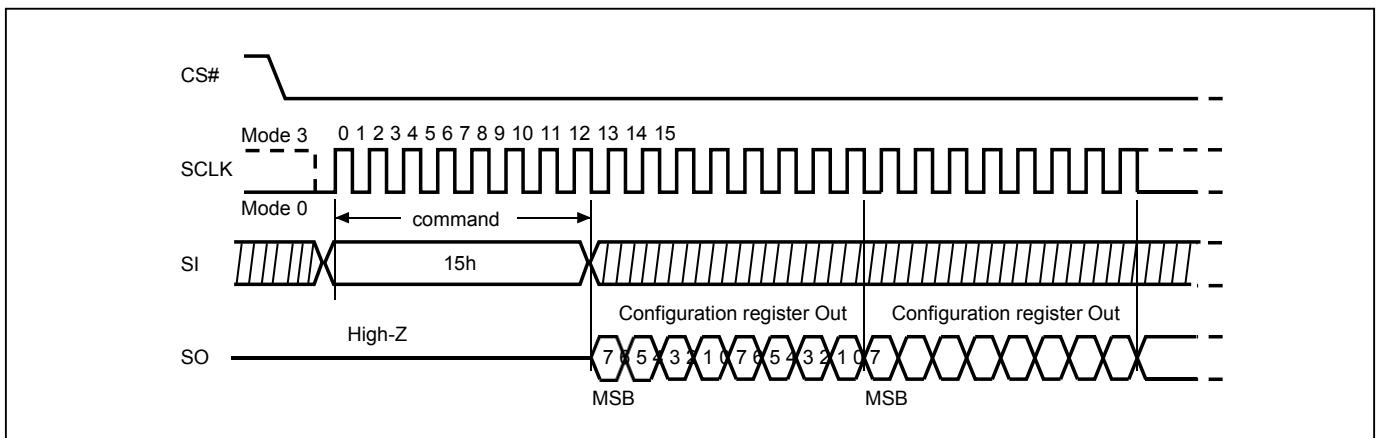 CS#
Mode 3
0 1 2 3 4 5 6 7 8 9 10 11 12 13 14 15
SCLK
Mode 0
command
SI
15h
Configuration register Out
Configuration register Out
High-Z
SO
7 6 5 4 3 2 1 0 7 6 5 4 3 2 1 0 7
MSB
MSB